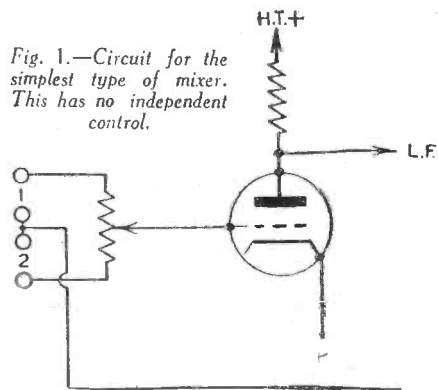 Fig. 1.—Circuit for the
simplest type of mixer.
This has no independent
control.
H.T.+
L.F.
1
2